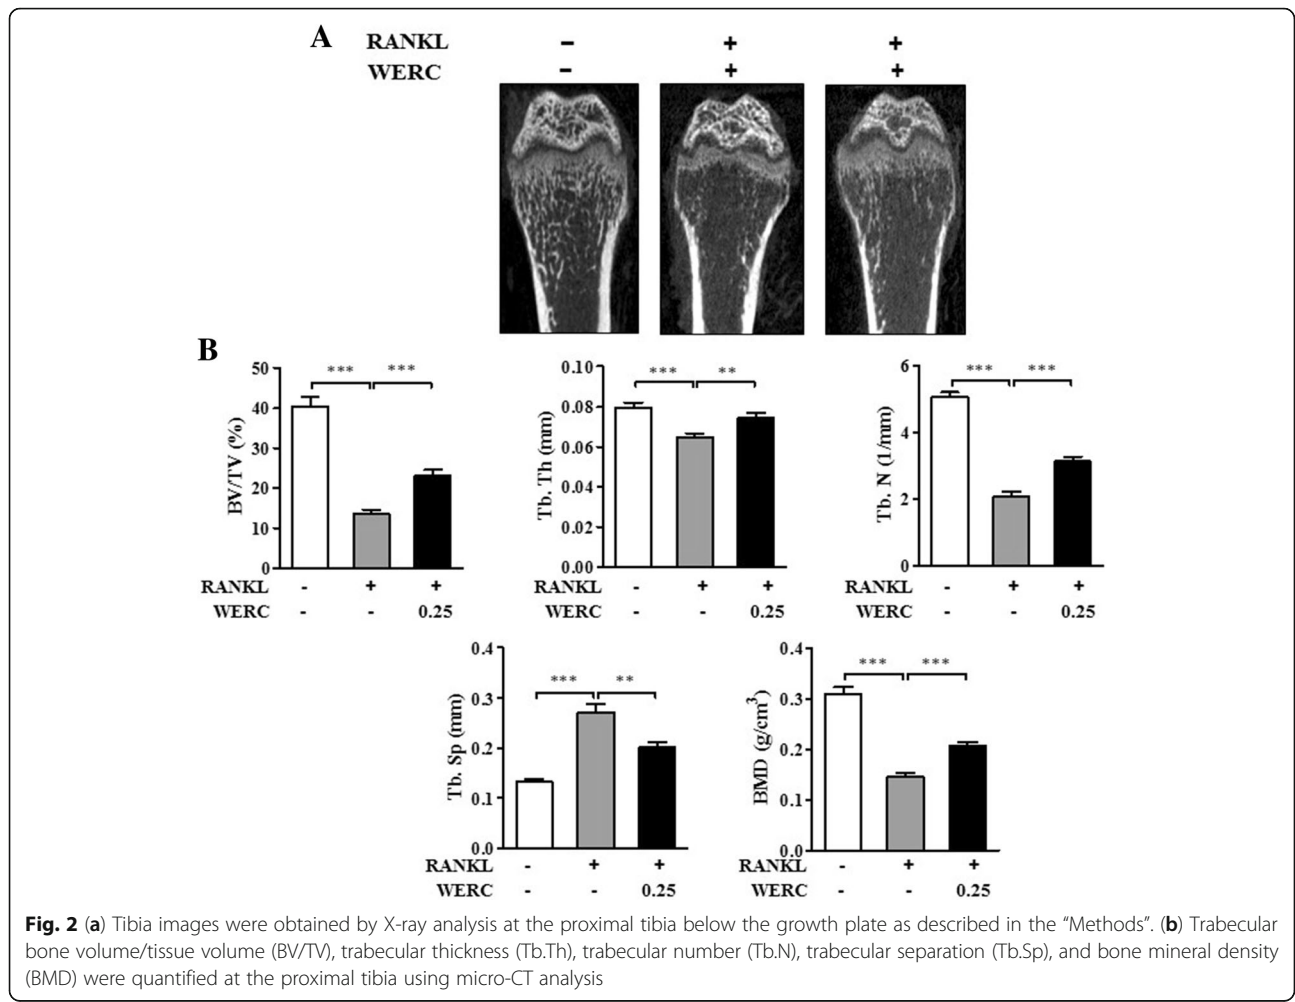 A
RANKL − + +
WERC − + +
B
50
40
30
20
10
0
BV/TV (%)
*** ***
RANKL - + +
WERC - - 0.25
0.10
0.08
0.06
0.04
0.02
0.00
Tb. Th (mm)
*** **
RANKL - + +
WERC - - 0.25
6
4
2
0
Tb. N (1/mm)
*** ***
RANKL - + +
WERC - - 0.25
0.4
0.3
0.2
0.1
0.0
Tb. Sp (mm)
*** **
RANKL - + +
WERC - - 0.25
0.4
0.3
0.2
0.1
0.0
BMD (g/cm³)
*** ***
RANKL - + +
WERC - - 0.25
Fig. 2 (a) Tibia images were obtained by X-ray analysis at the proximal tibia below the growth plate as described in the “Methods”. (b) Trabecular
bone volume/tissue volume (BV/TV), trabecular thickness (Tb.Th), trabecular number (Tb.N), trabecular separation (Tb.Sp), and bone mineral density
(BMD) were quantified at the proximal tibia using micro-CT analysis